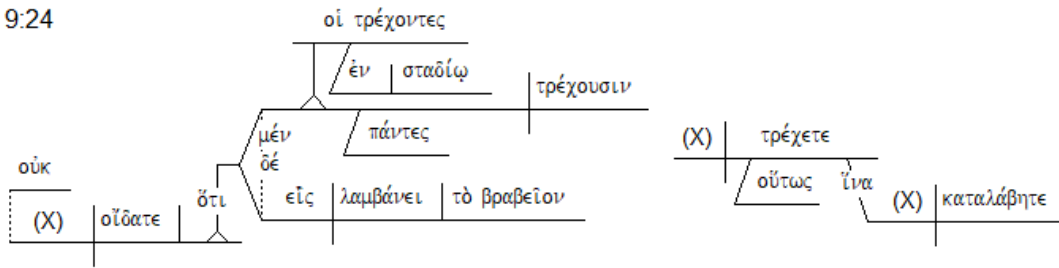 9:24
οἱ τρέχοντες
ἐν σταδίῳ
τρέχουσιν
μέν
πάντες
(X) τρέχετε
οὐκ
δέ
οὕτως ἵνα
ὅτι
εἷς λαμβάνει τὸ βραβεῖον
(X) καταλάβητε
(X) οἴδατε